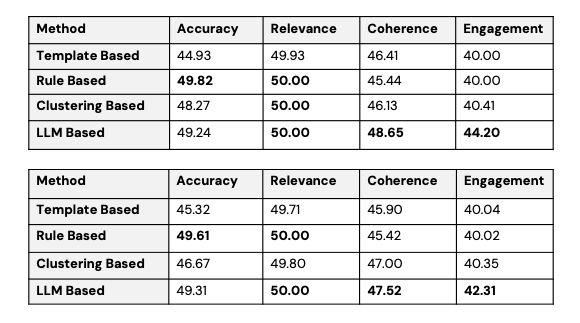 Method Accuracy Relevance Coherence Engagement
Template Based 44.93 49.93 46.41 40.00
Rule Based 49.82 50.00 45.44 40.00
Clustering Based 48.27 50.00 46.13 40.41
LLM Based 49.24 50.00 48.65 44.20
Method Accuracy Relevance Coherence Engagement
Template Based 45.32 49.71 45.90 40.04
Rule Based 49.61 50.00 45.42 40.02
Clustering Based 46.67 49.80 47.00 40.35
LLM Based 49.31 50.00 47.52 42.31